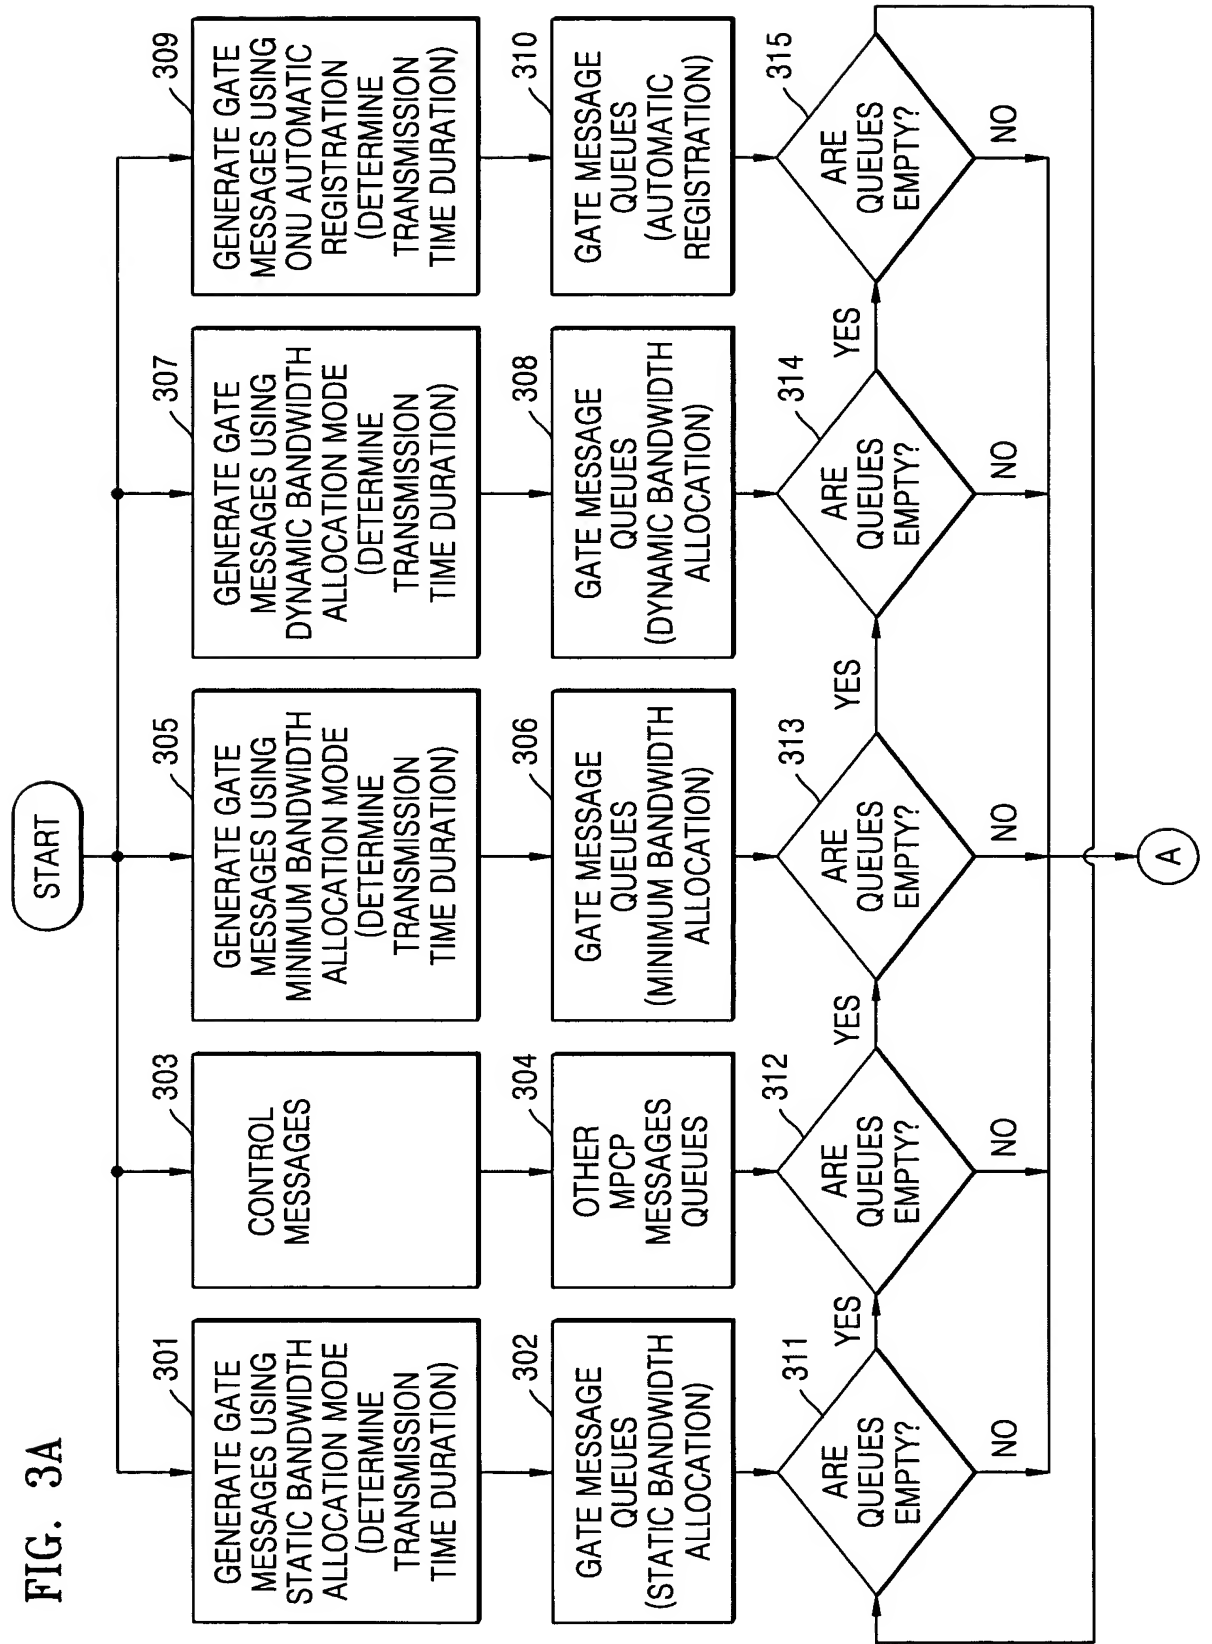 FIG. 3A
START
301
GENERATE GATE
MESSAGES USING
STATIC BANDWIDTH
ALLOCATION MODE
(DETERMINE
TRANSMISSION
TIME DURATION)
303
CONTROL
MESSAGES
305
GENERATE GATE
MESSAGES USING
MINIMUM BANDWIDTH
ALLOCATION MODE
(DETERMINE
TRANSMISSION
TIME DURATION)
307
GENERATE GATE
MESSAGES USING
DYNAMIC BANDWIDTH
ALLOCATION MODE
(DETERMINE
TRANSMISSION
TIME DURATION)
309
GENERATE GATE
MESSAGES USING
ONU AUTOMATIC
REGISTRATION
(DETERMINE
TRANSMISSION
TIME DURATION)
302
GATE MESSAGE
QUEUES
(STATIC BANDWIDTH
ALLOCATION)
304
OTHER
MPCP
MESSAGES
QUEUES
306
GATE MESSAGE
QUEUES
(MINIMUM BANDWIDTH
ALLOCATION)
308
GATE MESSAGE
QUEUES
(DYNAMIC BANDWIDTH
ALLOCATION)
310
GATE MESSAGE
QUEUES
(AUTOMATIC
REGISTRATION)
311
ARE
QUEUES
EMPTY?
YES
NO
312
ARE
QUEUES
EMPTY?
YES
NO
313
ARE
QUEUES
EMPTY?
YES
NO
314
ARE
QUEUES
EMPTY?
YES
NO
315
ARE
QUEUES
EMPTY?
NO
A